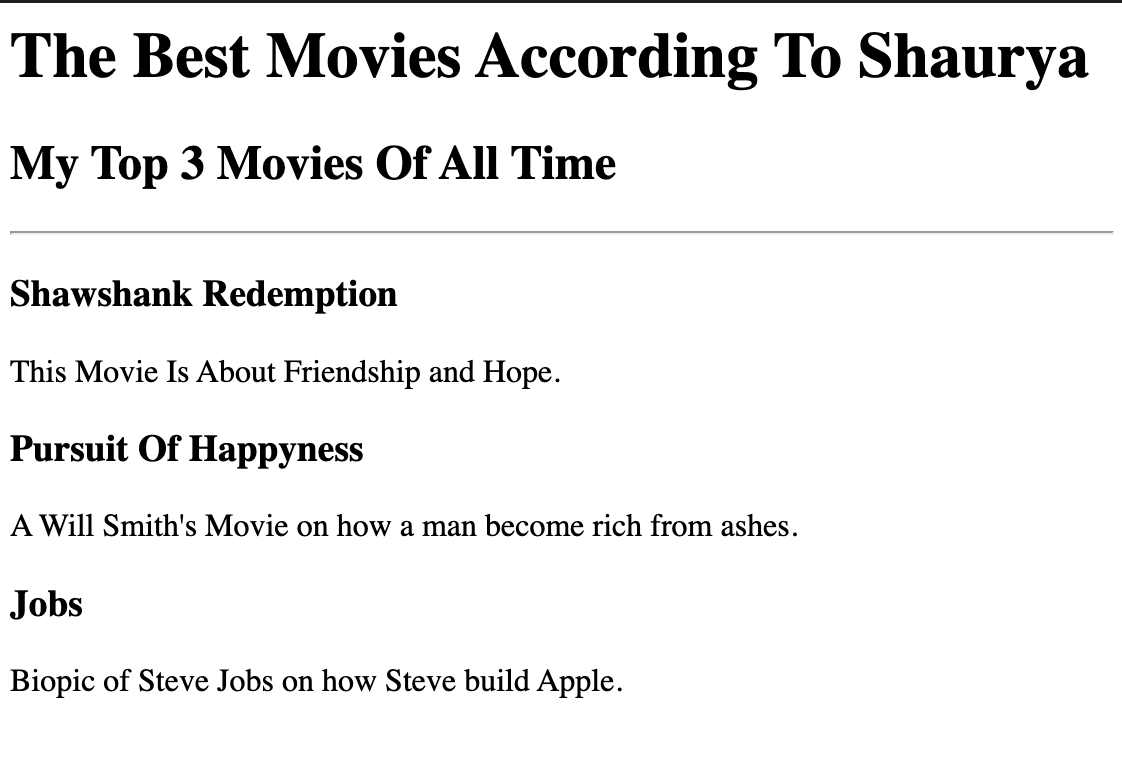 The Best Movies According To Shaurya
My Top 3 Movies Of All Time
Shawshank Redemption
This Movie Is About Friendship and Hope.
Pursuit Of Happyness
A Will Smith's Movie on how a man become rich from ashes.
Jobs
Biopic of Steve Jobs on how Steve build Apple.